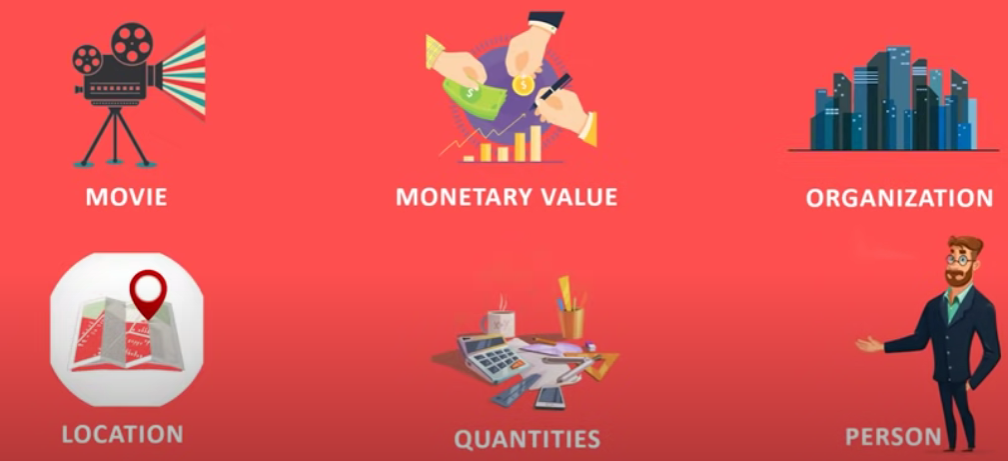 MOVIE
MONETARY VALUE
ORGANIZATION
LOCATION
QUANTITIES
PERSON